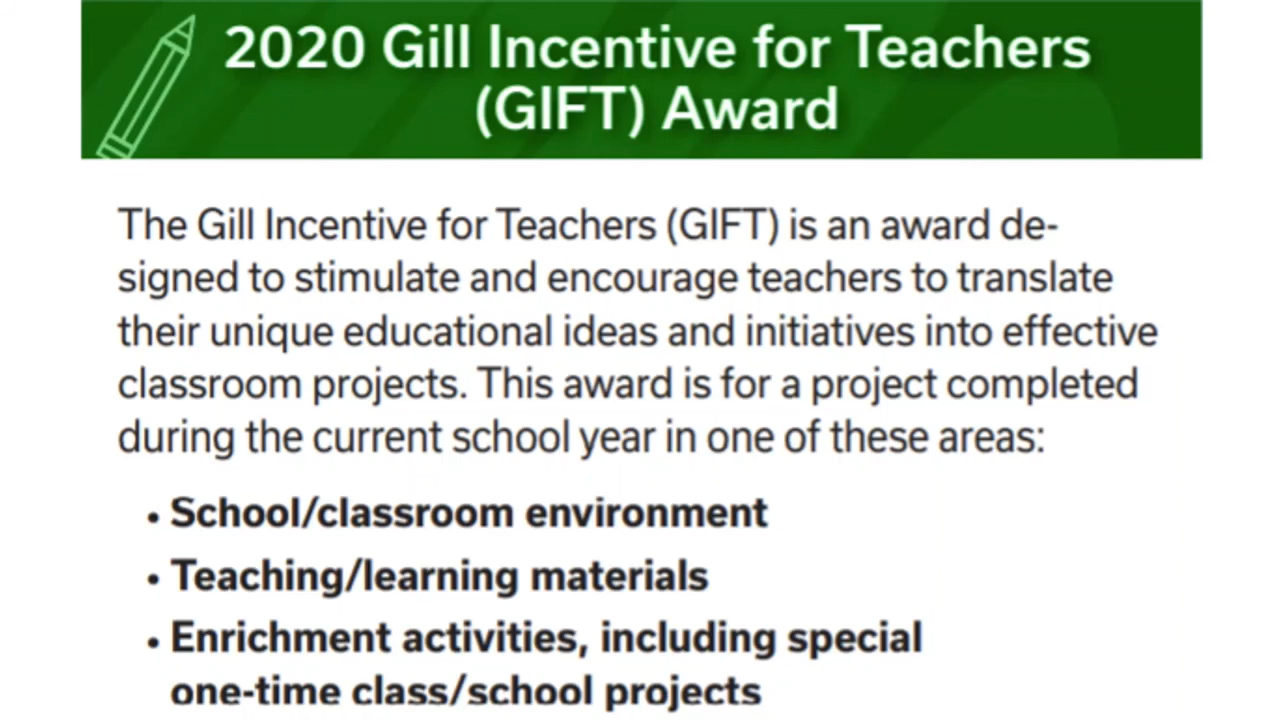 2020 Gill Incentive for Teachers
(GIFT) Award
The Gill Incentive for Teachers (GIFT) is an award de-
signed to stimulate and encourage teachers to translate
their unique educational ideas and initiatives into effective
classroom projects. This award is for a project completed
during the current school year in one of these areas:
• School/classroom environment
• Teaching/learning materials
• Enrichment activities, including special
one-time class/school projects